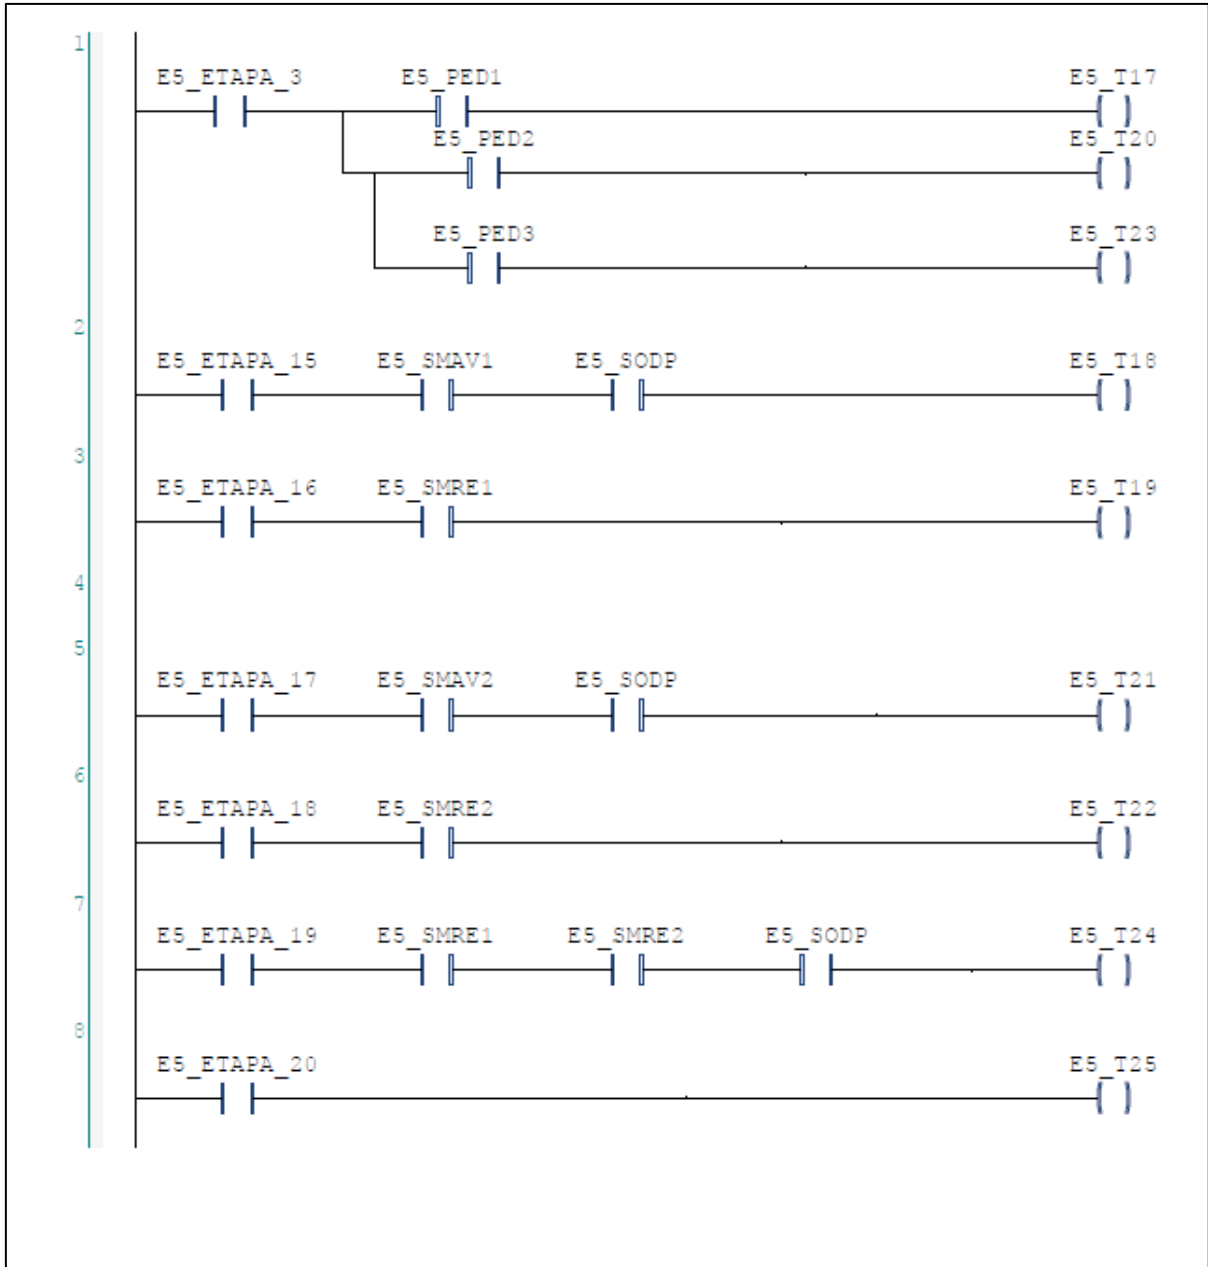 1
E5_ETAPA_3 E5_PED1 E5_T17
E5_PED2 E5_T20
E5_PED3 E5_T23
2
E5_ETAPA_15 E5_SMAV1 E5_SODP E5_T18
3
E5_ETAPA_16 E5_SMRE1 E5_T19
4
5
E5_ETAPA_17 E5_SMAV2 E5_SODP E5_T21
6
E5_ETAPA_18 E5_SMRE2 E5_T22
7
E5_ETAPA_19 E5_SMRE1 E5_SMRE2 E5_SODP E5_T24
8
E5_ETAPA_20 E5_T25